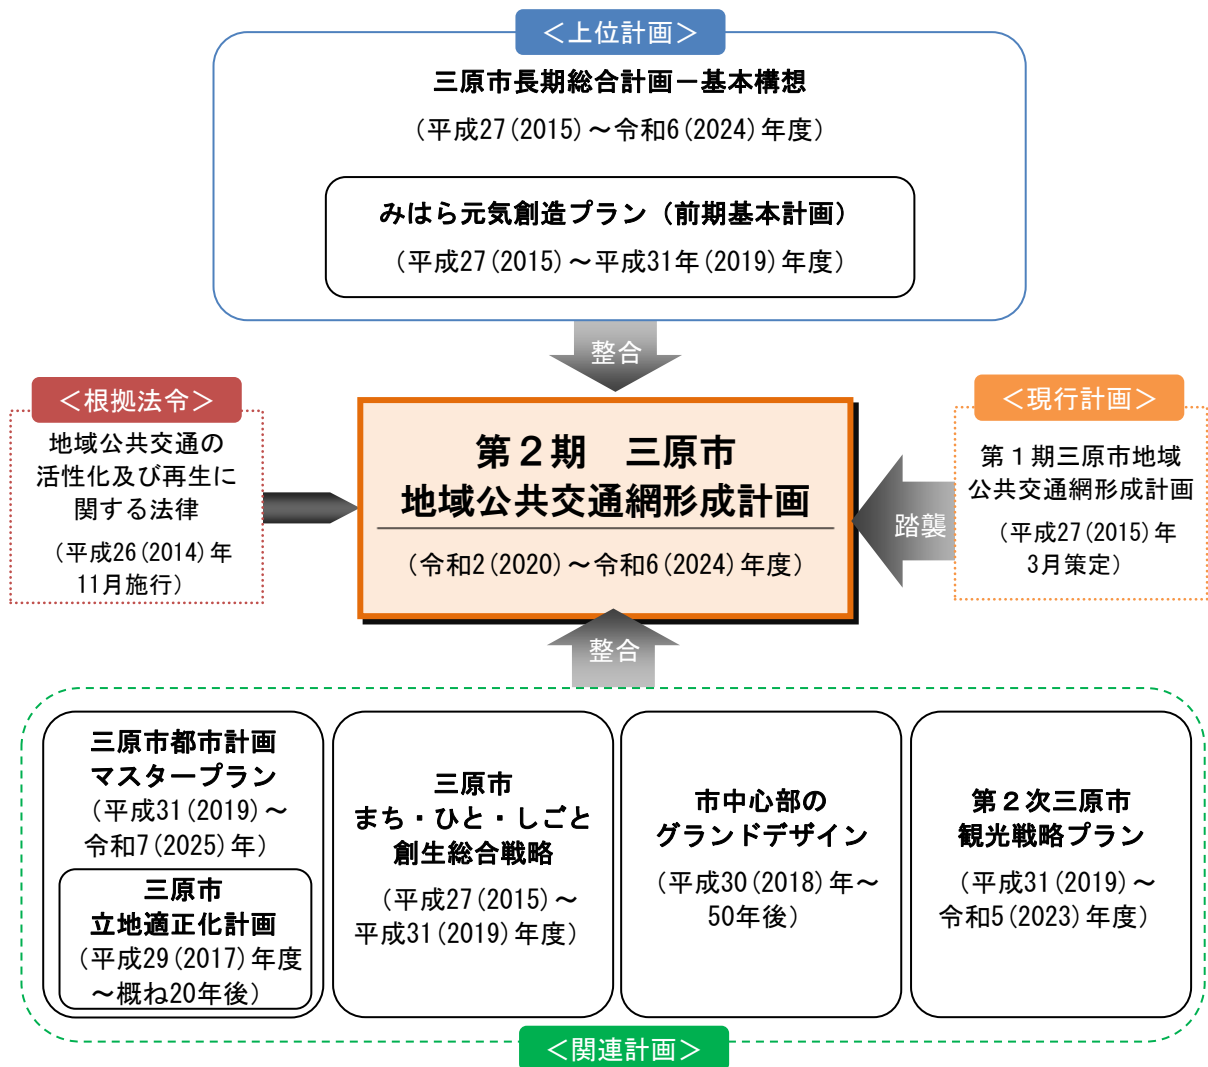 ＜上位計画＞
三原市長期総合計画－基本構想
（平成27(2015)～令和6(2024)年度）
みはら元気創造プラン（前期基本計画）
（平成27(2015)～平成31年(2019)年度）
整合
＜根拠法令＞
地域公共交通の
活性化及び再生に
関する法律
（平成26(2014)年
11月施行）
第２期　三原市
地域公共交通網形成計画
（令和2(2020)～令和6(2024)年度）
＜現行計画＞
第１期三原市地域
公共交通網形成計画
（平成27(2015)年
3月策定）
踏襲
整合
三原市都市計画
マスタープラン
（平成31(2019)～
令和7(2025)年）
三原市
立地適正化計画
（平成29(2017)年度
～概ね20年後）
三原市
まち・ひと・しごと
創生総合戦略
（平成27(2015)～
平成31(2019)年度）
市中心部の
グランドデザイン
（平成30(2018)年～
50年後）
第２次三原市
観光戦略プラン
（平成31(2019)～
令和5(2023)年度）
＜関連計画＞